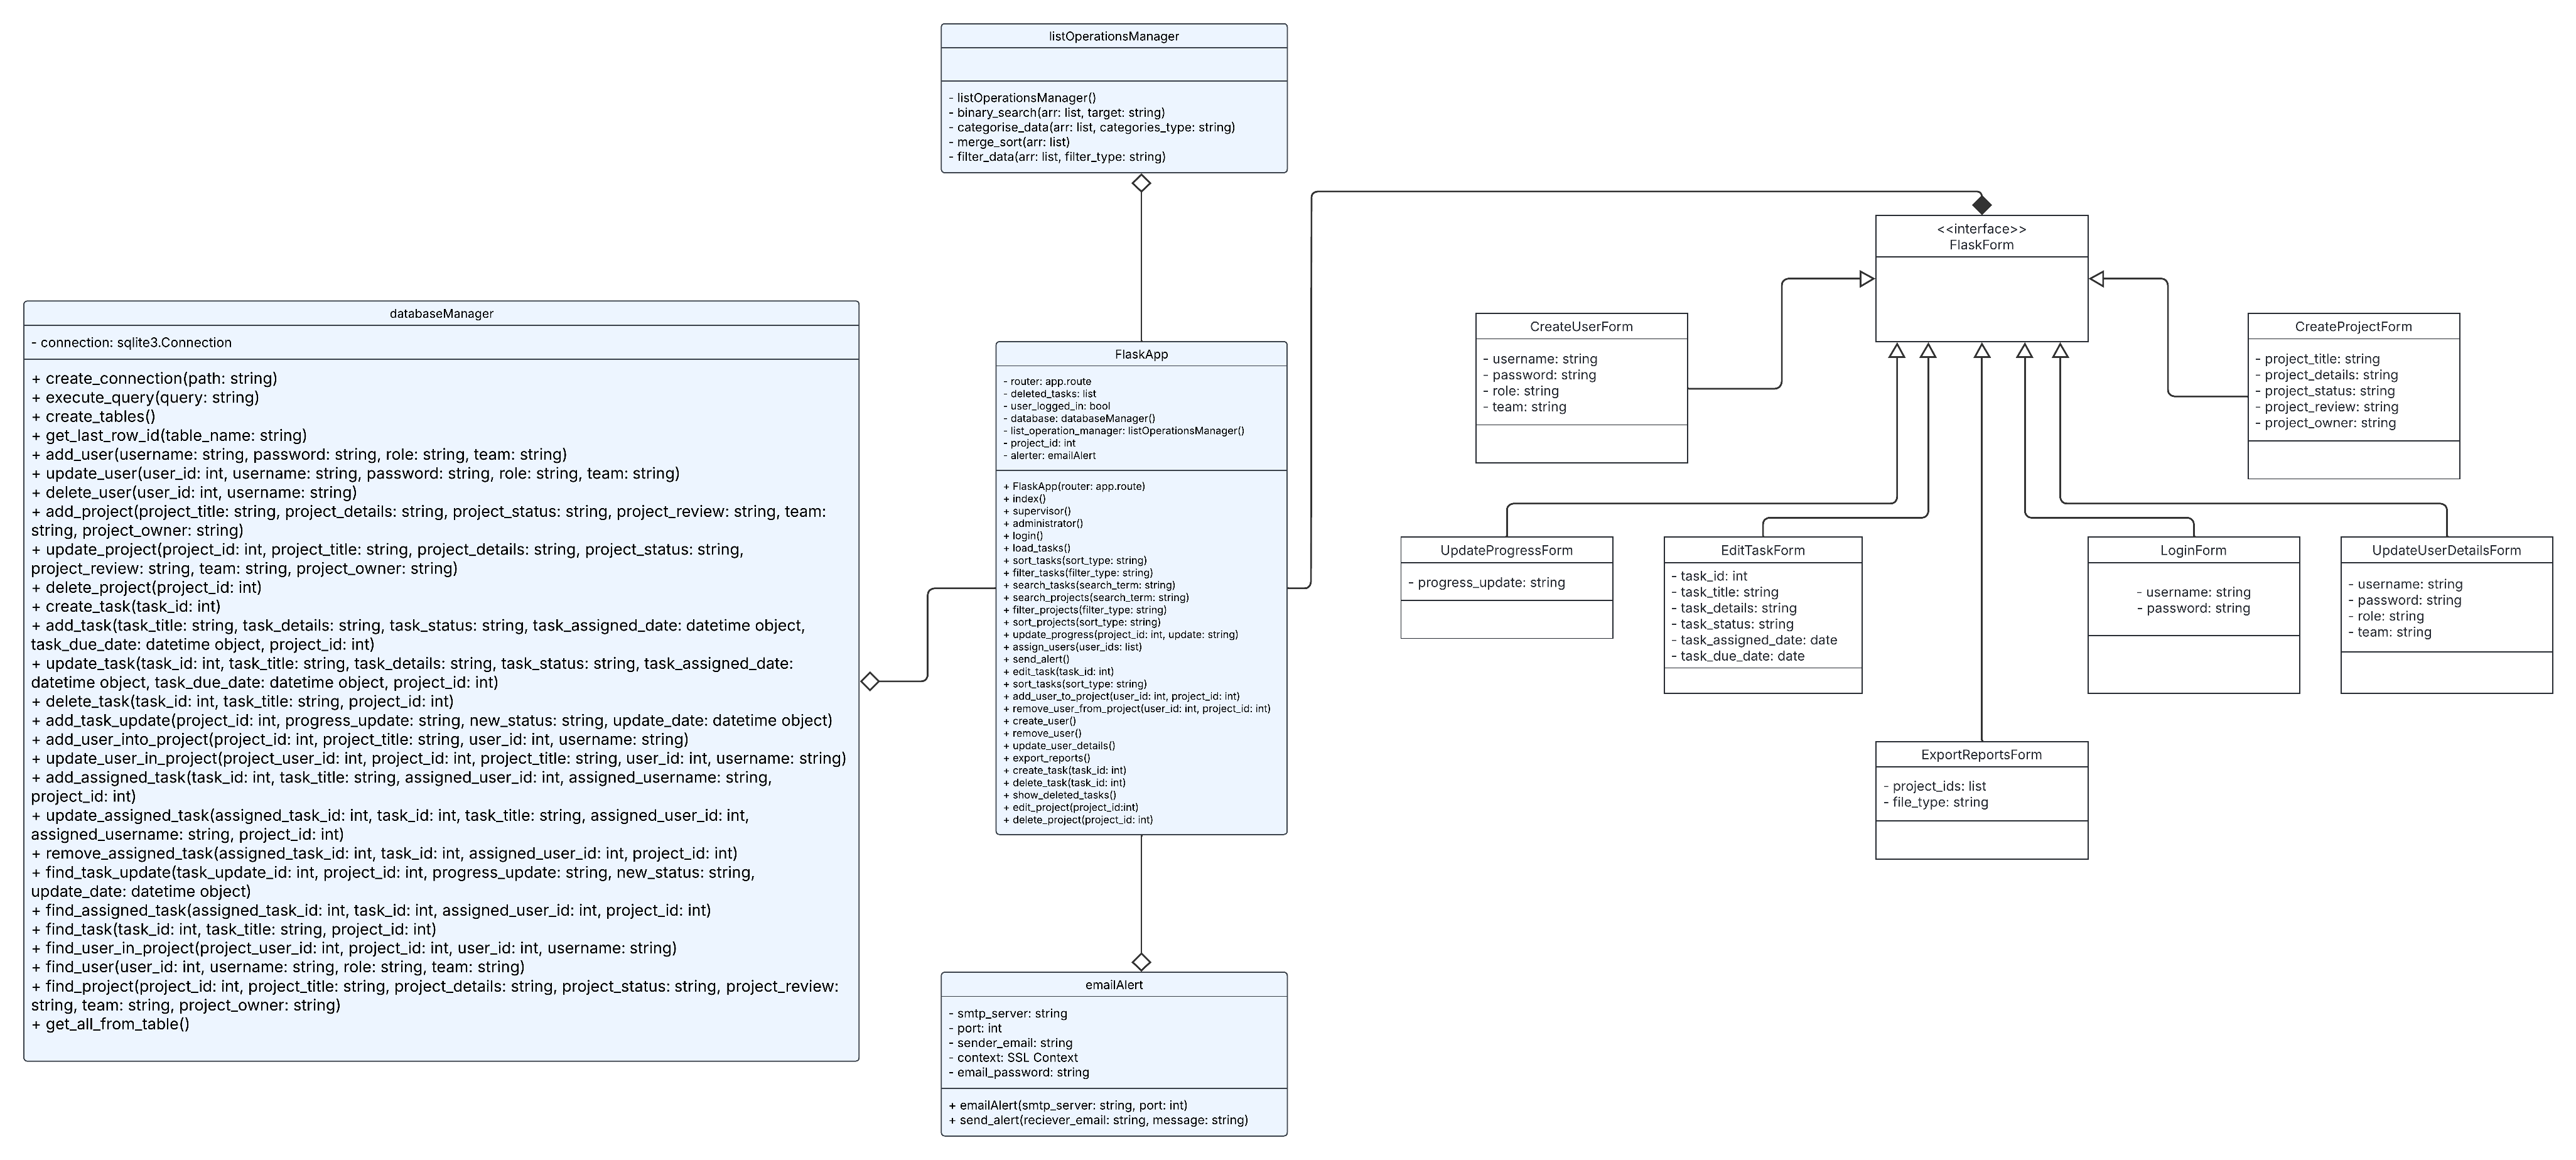 listOperationsManager
- listOperationsManager()
- binary_search(arr: list, target: string)
- categorise_data(arr: list, categories_type: string)
- merge_sort(arr: list)
- filter_data(arr: list, filter_type: string)
databaseManager
- connection: sqlite3.Connection
+ create_connection(path: string)
+ execute_query(query: string)
+ create_tables()
+ get_last_row_id(table_name: string)
+ add_user(username: string, password: string, role: string, team: string)
+ update_user(user_id: int, username: string, password: string, role: string, team: string)
+ delete_user(user_id: int, username: string)
+ add_project(project_title: string, project_details: string, project_status: string, project_review: string, team:
string, project_owner: string)
+ update_project(project_id: int, project_title: string, project_details: string, project_status: string,
project_review: string, team: string, project_owner: string)
+ delete_project(project_id: int)
+ create_task(task_id: int)
+ add_task(task_title: string, task_details: string, task_status: string, task_assigned_date: datetime object,
task_due_date: datetime object, project_id: int)
+ update_task(task_id: int, task_title: string, task_details: string, task_status: string, task_assigned_date:
datetime object, task_due_date: datetime object, project_id: int)
+ delete_task(task_id: int, task_title: string, project_id: int)
+ add_task_update(project_id: int, progress_update: string, new_status: string, update_date: datetime object)
+ add_user_into_project(project_id: int, project_title: string, user_id: int, username: string)
+ update_user_in_project(project_user_id: int, project_id: int, project_title: string, user_id: int, username: string)
+ add_assigned_task(task_id: int, task_title: string, assigned_user_id: int, assigned_username: string,
project_id: int)
+ update_assigned_task(assigned_task_id: int, task_id: int, task_title: string, assigned_user_id: int,
assigned_username: string, project_id: int)
+ remove_assigned_task(assigned_task_id: int, task_id: int, assigned_user_id: int, project_id: int)
+ find_task_update(task_update_id: int, project_id: int, progress_update: string, new_status: string,
update_date: datetime object)
+ find_assigned_task(assigned_task_id: int, task_id: int, assigned_user_id: int, project_id: int)
+ find_task(task_id: int, task_title: string, project_id: int)
+ find_user_in_project(project_user_id: int, project_id: int, user_id: int, username: string)
+ find_user(user_id: int, username: string, role: string, team: string)
+ find_project(project_id: int, project_title: string, project_details: string, project_status: string, project_review:
string, team: string, project_owner: string)
+ get_all_from_table()
FlaskApp
- router: app.route
- deleted_tasks: list
- user_logged_in: bool
- database: databaseManager()
- list_operation_manager: listOperationsManager()
- project_id: int
- alerter: emailAlert
+ FlaskApp(router: app.route)
+ index()
+ supervisor()
+ administrator()
+ login()
+ load_tasks()
+ sort_tasks(sort_type: string)
+ filter_tasks(filter_type: string)
+ search_tasks(search_term: string)
+ search_projects(search_term: string)
+ filter_projects(filter_type: string)
+ sort_projects(sort_type: string)
+ update_progress(project_id: int, update: string)
+ assign_users(user_ids: list)
+ send_alert()
+ edit_task(task_id: int)
+ sort_tasks(sort_type: string)
+ add_user_to_project(user_id: int, project_id: int)
+ remove_user_from_project(user_id: int, project_id: int)
+ create_user()
+ remove_user()
+ update_user_details()
+ export_reports()
+ create_task(task_id: int)
+ delete_task(task_id: int)
+ show_deleted_tasks()
+ edit_project(project_id:int)
+ delete_project(project_id: int)
emailAlert
- smtp_server: string
- port: int
- sender_email: string
- context: SSL Context
- email_password: string
+ emailAlert(smtp_server: string, port: int)
+ send_alert(reciever_email: string, message: string)
<<interface>>
FlaskForm
CreateUserForm
- username: string
- password: string
- role: string
- team: string
CreateProjectForm
- project_title: string
- project_details: string
- project_status: string
- project_review: string
- project_owner: string
UpdateProgressForm
- progress_update: string
EditTaskForm
- task_id: int
- task_title: string
- task_details: string
- task_status: string
- task_assigned_date: date
- task_due_date: date
LoginForm
- username: string
- password: string
UpdateUserDetailsForm
- username: string
- password: string
- role: string
- team: string
ExportReportsForm
- project_ids: list
- file_type: string